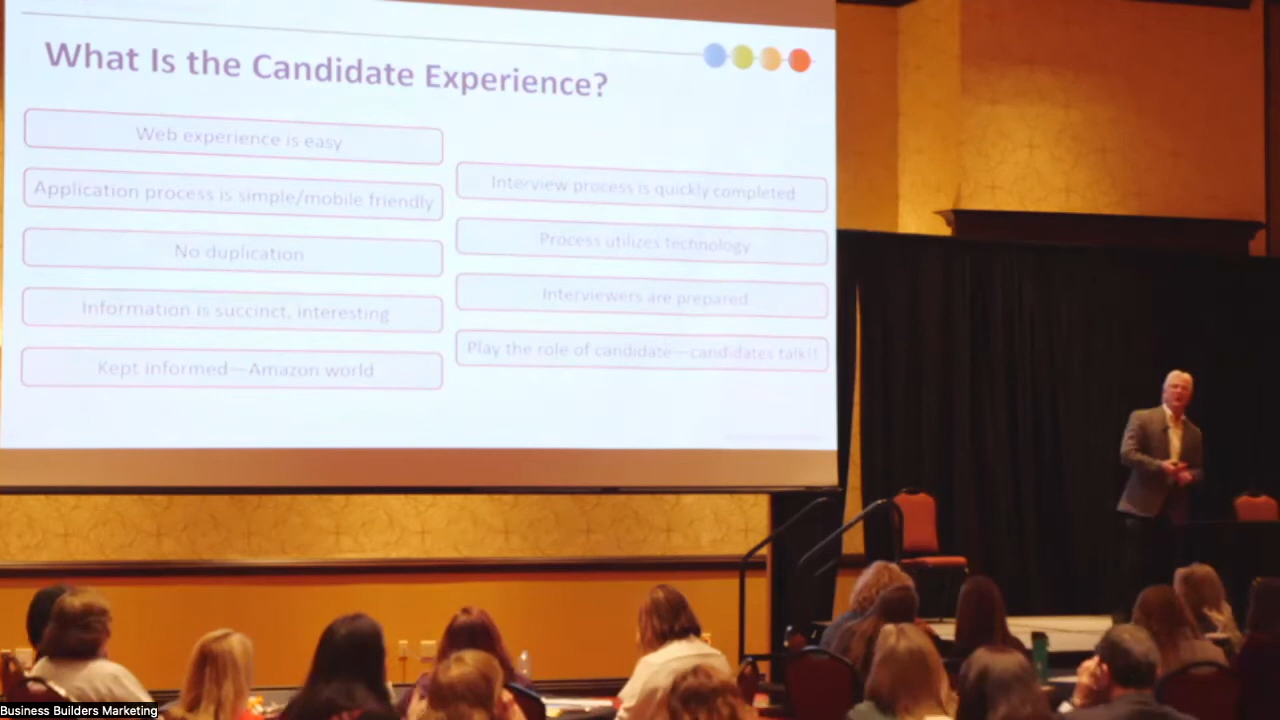 What Is the Candidate Experience?
Web experience is easy
Application process is simple/mobile friendly
No duplication
Information is succinct, interesting
Kept informed—Amazon world
Interview process is quickly completed
Process utilizes technology
Interviewers are prepared
Play the role of candidate—candidates talk!!
Business Builders Marketing